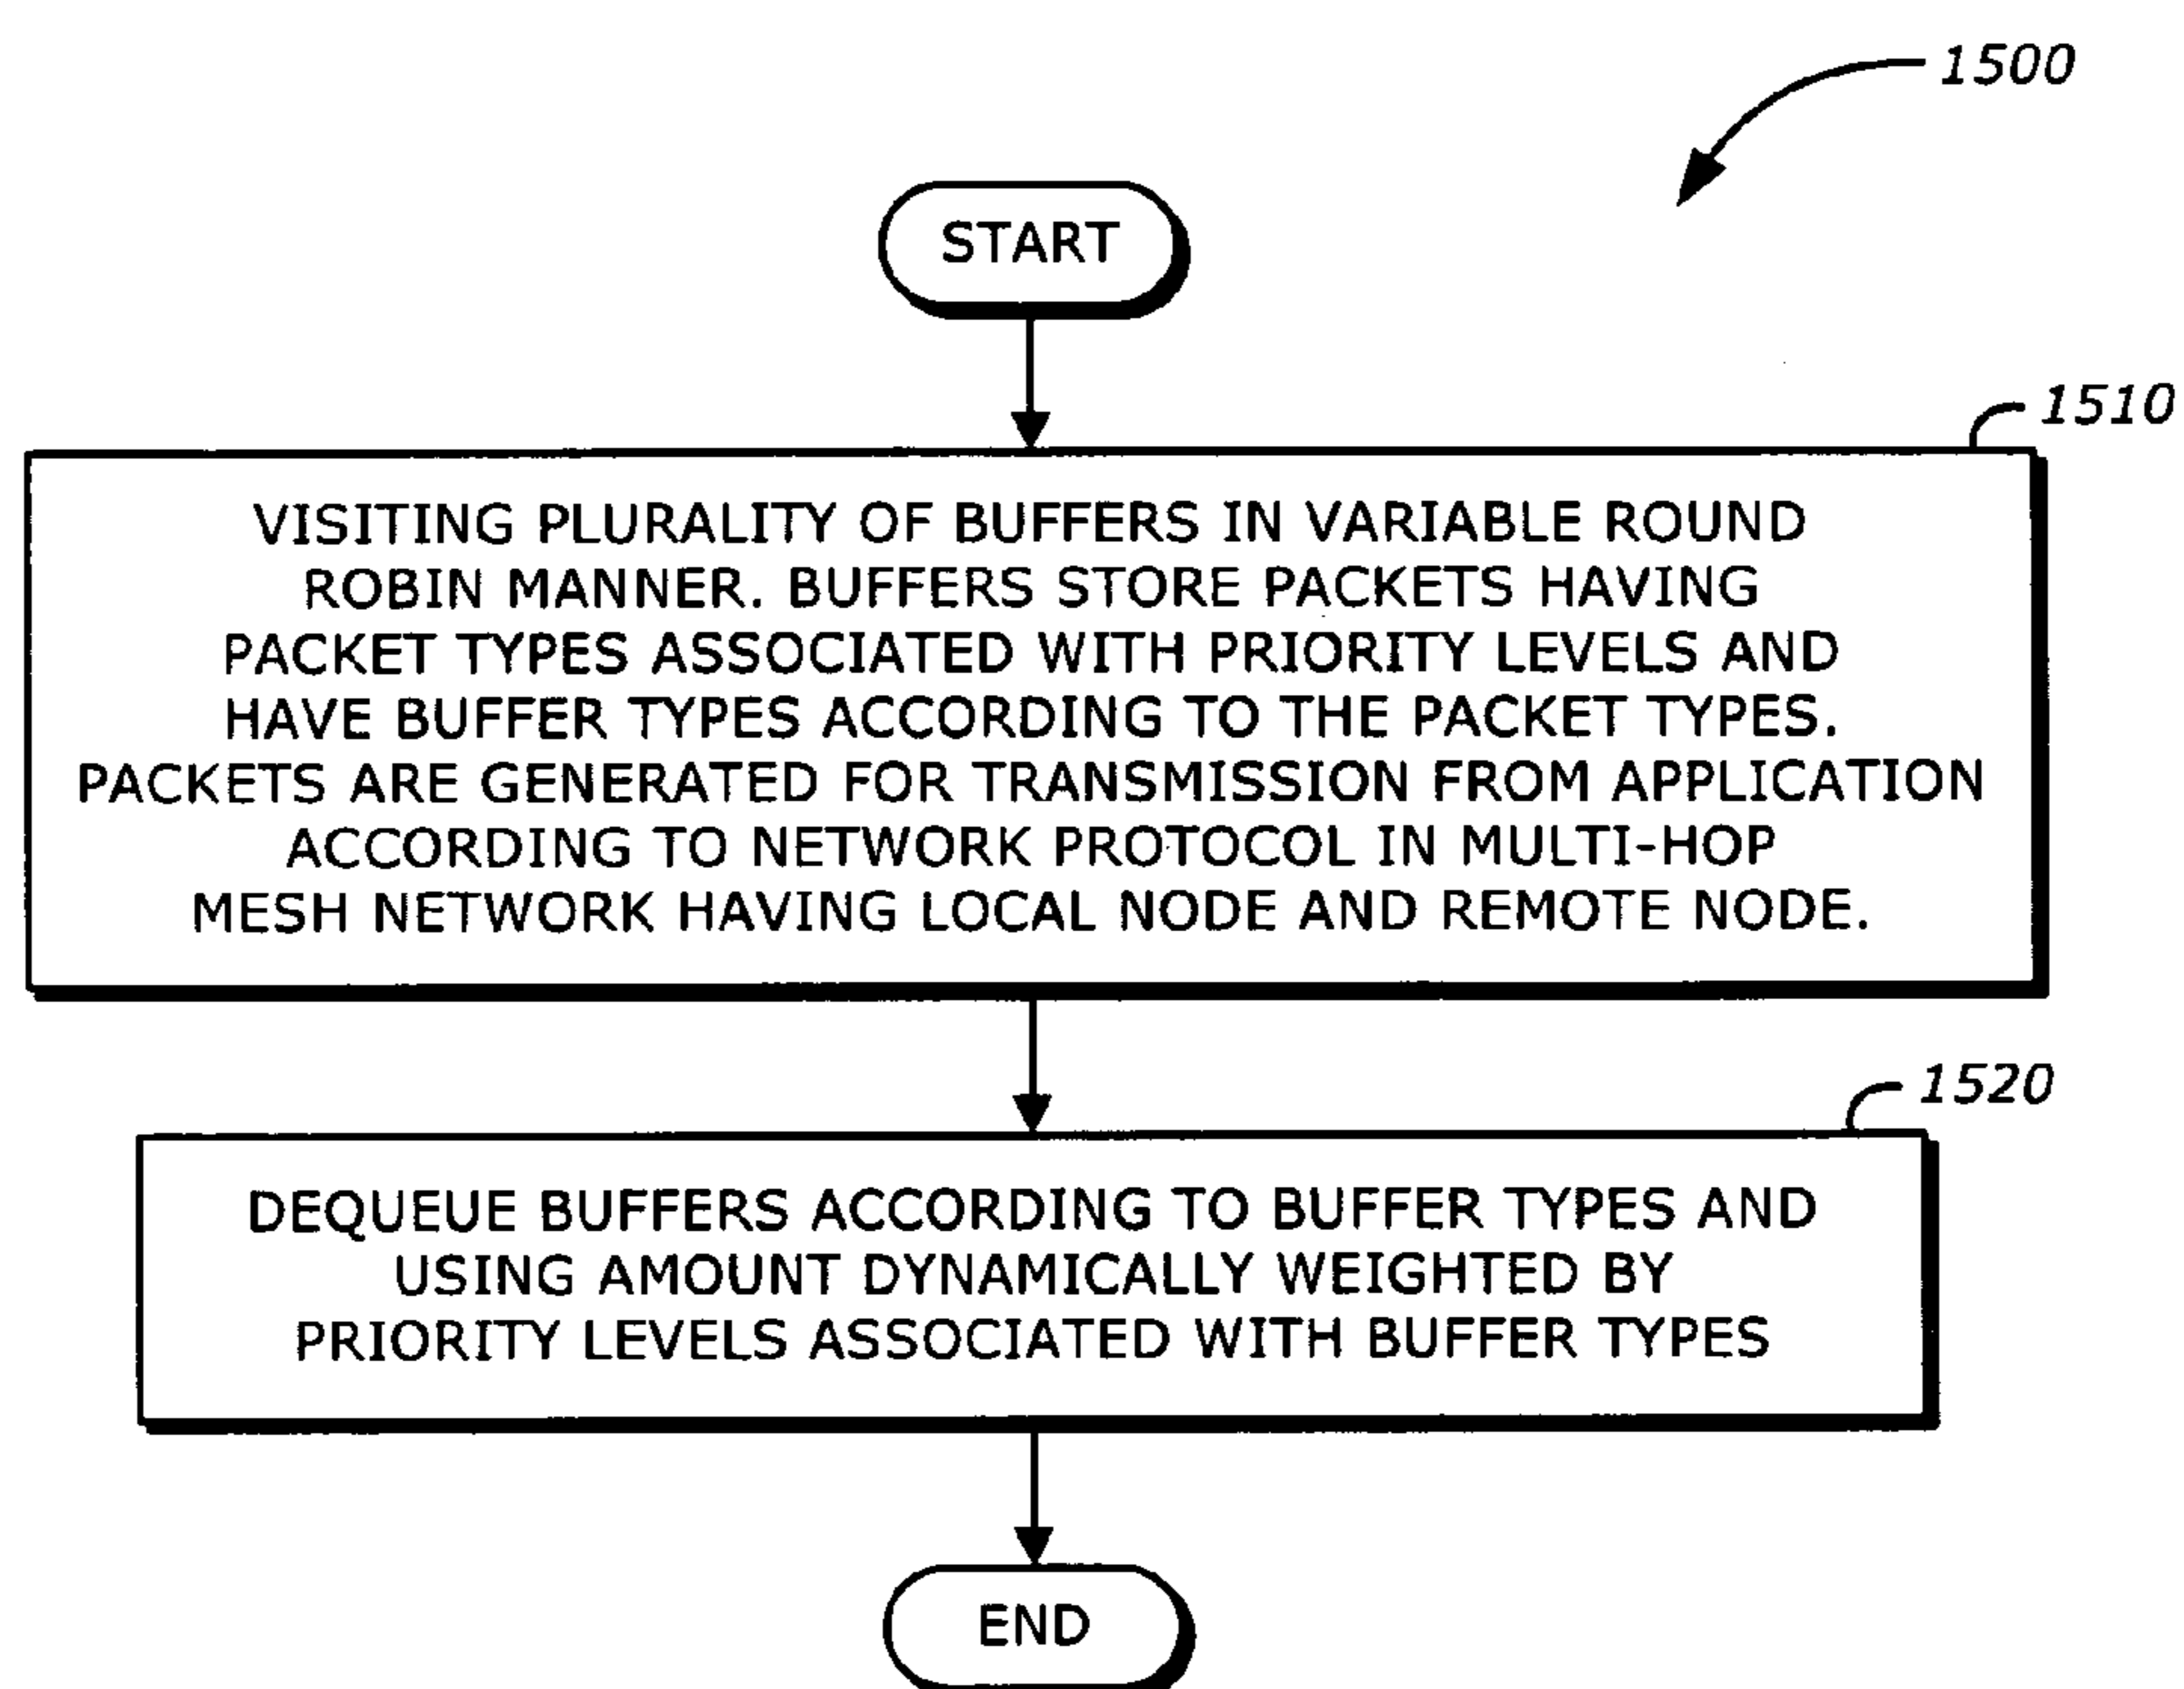 1500
START
1510
VISITING PLURALITY OF BUFFERS IN VARIABLE ROUND
ROBIN MANNER. BUFFERS STORE PACKETS HAVING
PACKET TYPES ASSOCIATED WITH PRIORITY LEVELS AND
HAVE BUFFER TYPES ACCORDING TO THE PACKET TYPES.
PACKETS ARE GENERATED FOR TRANSMISSION FROM APPLICATION
ACCORDING TO NETWORK PROTOCOL IN MULTI-HOP
MESH NETWORK HAVING LOCAL NODE AND REMOTE NODE.
1520
DEQUEUE BUFFERS ACCORDING TO BUFFER TYPES AND
USING AMOUNT DYNAMICALLY WEIGHTED BY
PRIORITY LEVELS ASSOCIATED WITH BUFFER TYPES
END